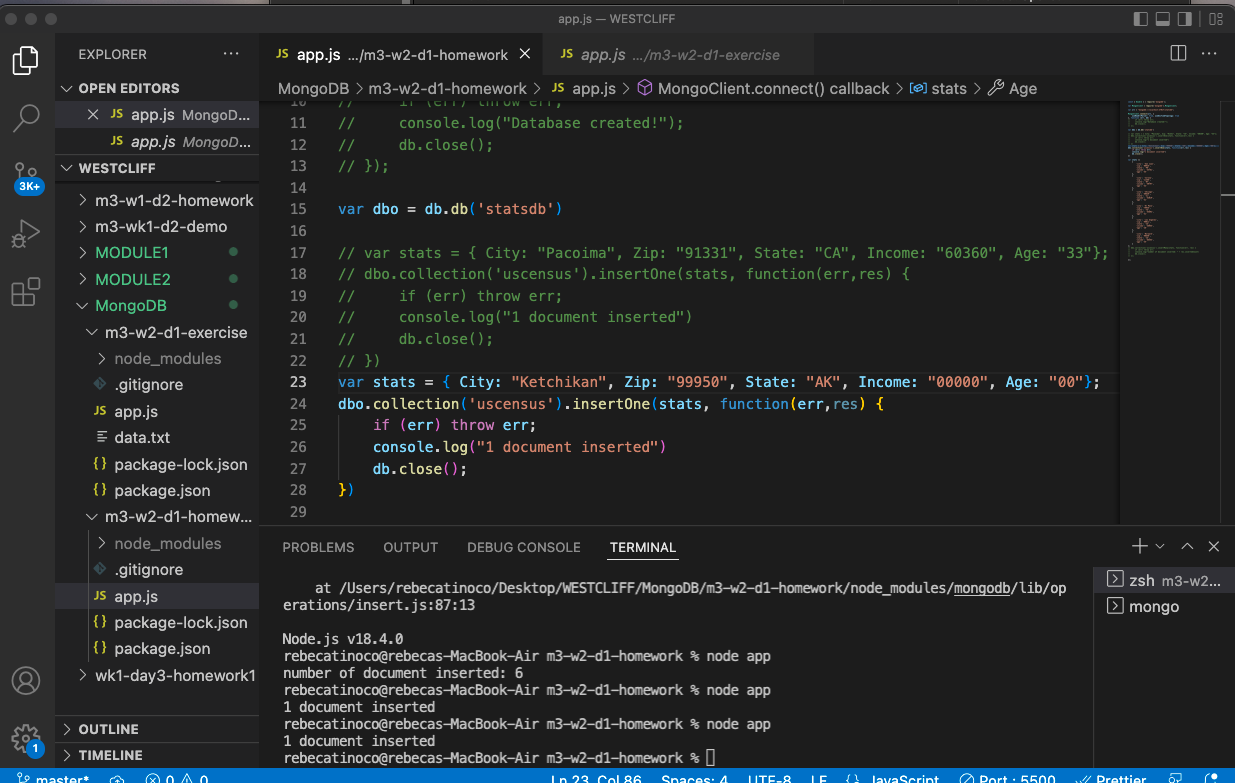 app.js — WESTCLIFF
EXPLORER ···
OPEN EDITORS
JS app.js MongoD...
JS app.js MongoD...
WESTCLIFF
m3-w1-d2-homework
m3-wk1-d2-demo
MODULE1
MODULE2
MongoDB
m3-w2-d1-exercise
node_modules
.gitignore
JS app.js
data.txt
{} package-lock.json
{} package.json
m3-w2-d1-homew...
node_modules
.gitignore
JS app.js
{} package-lock.json
{} package.json
wk1-day3-homework1
OUTLINE
TIMELINE
3K+
1
JS app.js .../m3-w2-d1-homework
JS app.js .../m3-w2-d1-exercise
MongoDB > m3-w2-d1-homework > JS app.js > MongoClient.connect() callback > stats > Age
10 //     if (err) throw err;
11 //     console.log("Database created!");
12 //     db.close();
13 // });
14
15 var dbo = db.db('statsdb')
16
17 // var stats = { City: "Pacoima", Zip: "91331", State: "CA", Income: "60360", Age: "33"};
18 // dbo.collection('uscensus').insertOne(stats, function(err,res) {
19 //     if (err) throw err;
20 //     console.log("1 document inserted")
21 //     db.close();
22 // })
23 var stats = { City: "Ketchikan", Zip: "99950", State: "AK", Income: "00000", Age: "00"};
24 dbo.collection('uscensus').insertOne(stats, function(err,res) {
25     if (err) throw err;
26     console.log("1 document inserted")
27     db.close();
28 })
29
PROBLEMS OUTPUT DEBUG CONSOLE TERMINAL
at /Users/rebecatinoco/Desktop/WESTCLIFF/MongoDB/m3-w2-d1-homework/node_modules/mongodb/lib/op
erations/insert.js:87:13
Node.js v18.4.0
rebecatinoco@rebecas-MacBook-Air m3-w2-d1-homework % node app
number of document inserted: 6
rebecatinoco@rebecas-MacBook-Air m3-w2-d1-homework % node app
1 document inserted
rebecatinoco@rebecas-MacBook-Air m3-w2-d1-homework % node app
1 document inserted
rebecatinoco@rebecas-MacBook-Air m3-w2-d1-homework %
zsh m3-w2...
mongo
master* 0 0 Ln 23, Col 86 Spaces: 4 UTF-8 LF {} JavaScript Port : 5500 Prettier